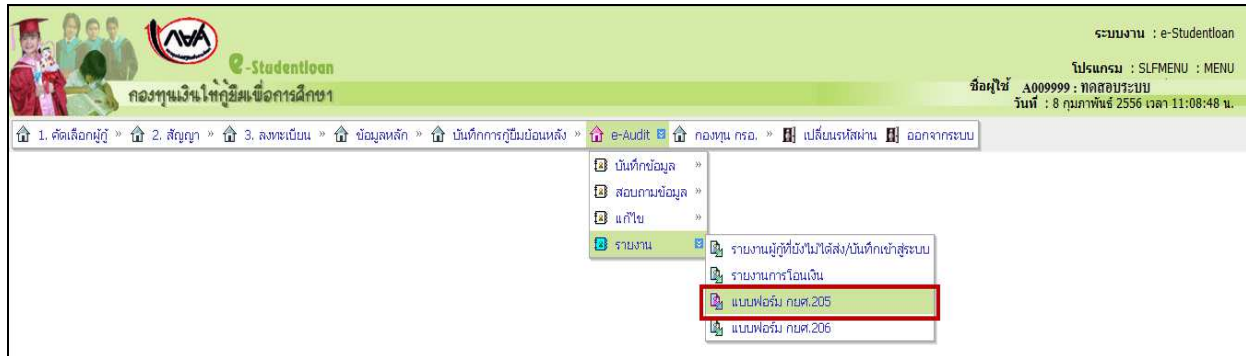 ระบบงาน : e-Studentloan
กยศ
e-Studentloan
โปรแกรม : SLFMENU : MENU
กองทุนเงินให้กู้ยืมเพื่อการศึกษา
ชื่อผู้ใช้ A009999 : ทดสอบระบบ
วันที่ : 8 กุมภาพันธ์ 2556 เวลา 11:08:48 น.
1. คัดเลือกผู้กู้ » 2. สัญญา » 3. ลงทะเบียน » ข้อมูลหลัก » บันทึกการกู้ยืมย้อนหลัง » e-Audit กองทุน กรอ. » เปลี่ยนรหัสผ่าน ออกจากระบบ
บันทึกข้อมูล »
สอบถามข้อมูล »
แก้ไข »
รายงาน
รายงานผู้กู้ที่ยังไม่ได้ส่ง/บันทึกเข้าสู่ระบบ
รายงานการโอนเงิน
แบบฟอร์ม กยศ.205
แบบฟอร์ม กยศ.206